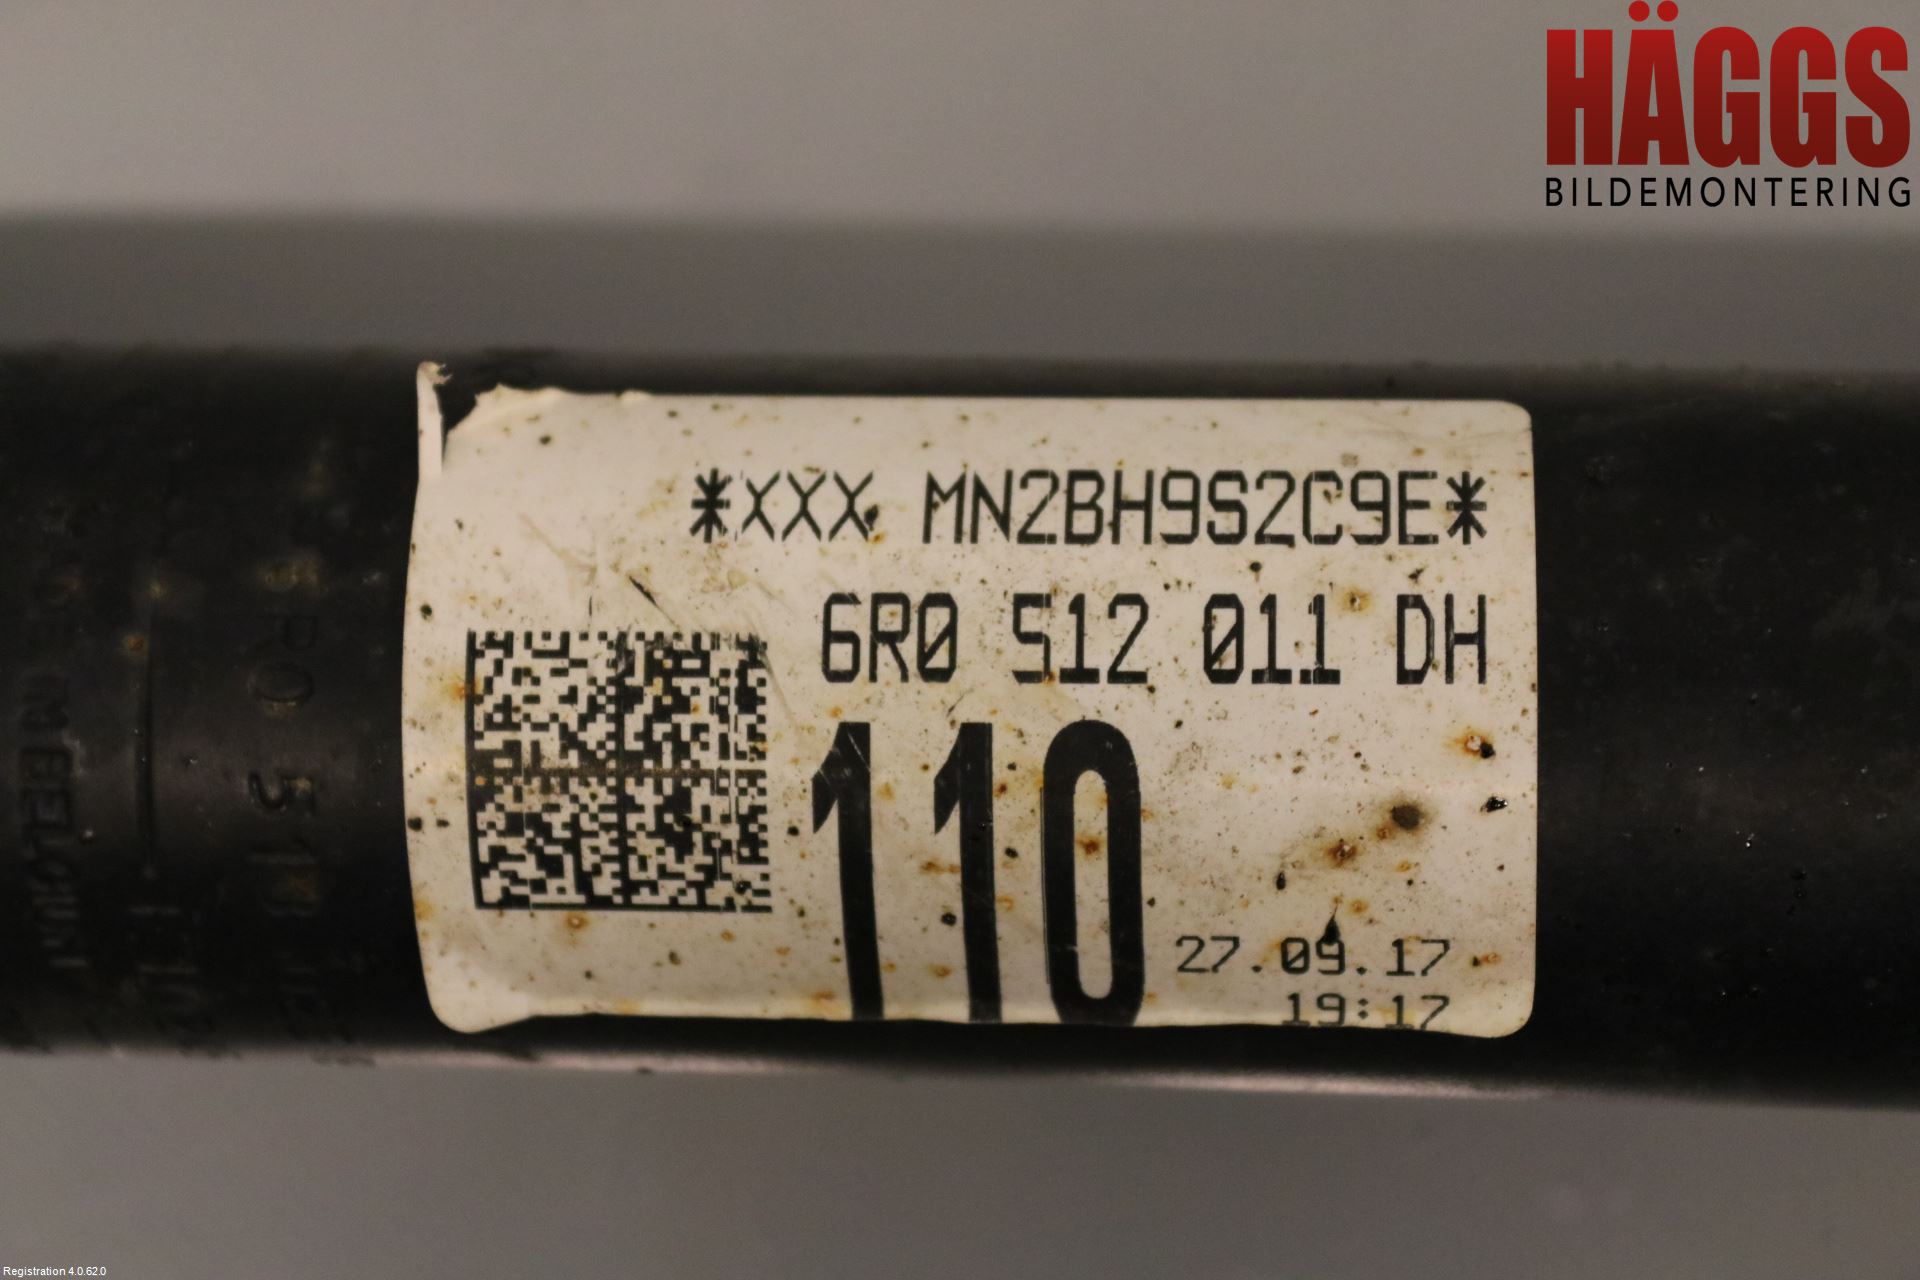 HÄGGS
BILDEMONTERING
*XXX MN2BH9S2C9E*
6R0 512 011 DH
110
27.09.17
19:17
Registration 4.0.62.0